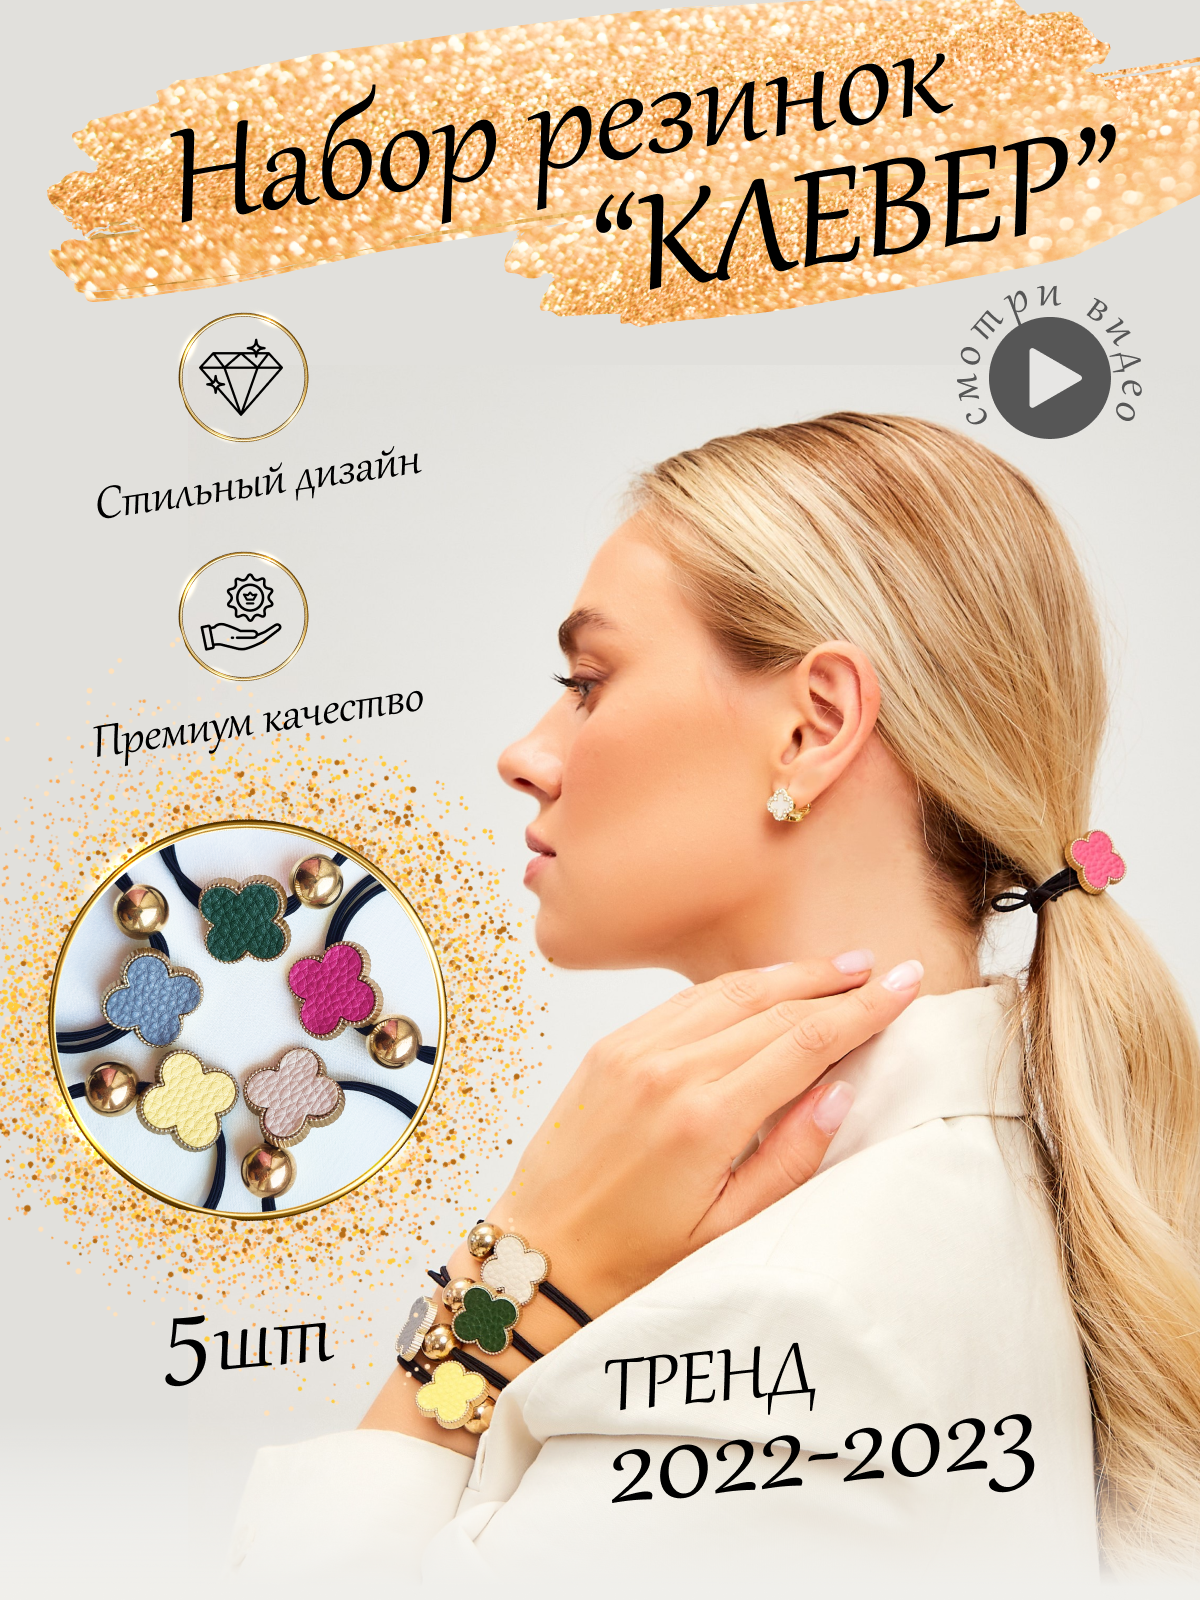 Набор резинок
“КЛЕВЕР”
смотри видео
Стильный дизайн
Премиум качество
5шт
ТРЕНД
2022-2023